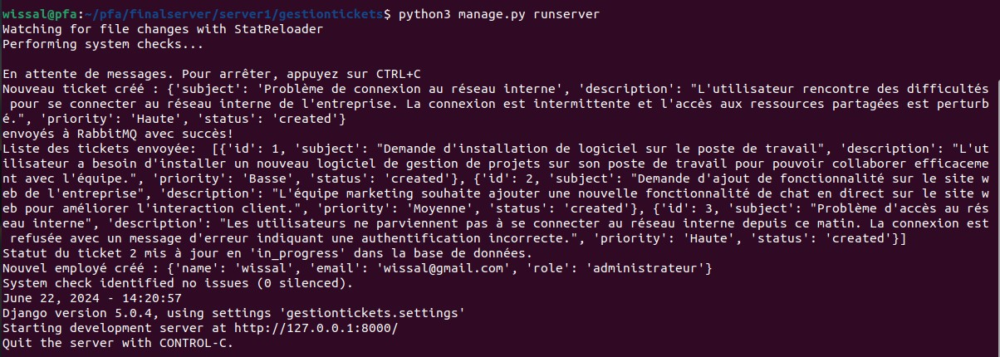 wissal@pfa:~/pfa/finalserver/server1/gestiontickets$ python3 manage.py runserver
Watching for file changes with StatReloader
Performing system checks...

En attente de messages. Pour arrêter, appuyez sur CTRL+C
Nouveau ticket créé : {'subject': 'Problème de connexion au réseau interne', 'description': "L'utilisateur rencontre des difficultés
 pour se connecter au réseau interne de l'entreprise. La connexion est intermittente et l'accès aux ressources partagées est perturb
é.", 'priority': 'Haute', 'status': 'created'}
envoyés à RabbitMQ avec succès!
Liste des tickets envoyée:  [{'id': 1, 'subject': "Demande d'installation de logiciel sur le poste de travail", 'description': "L'ut
ilisateur a besoin d'installer un nouveau logiciel de gestion de projets sur son poste de travail pour pouvoir collaborer efficaceme
nt avec l'équipe.", 'priority': 'Basse', 'status': 'created'}, {'id': 2, 'subject': "Demande d'ajout de fonctionnalité sur le site w
eb de l'entreprise", 'description': "L'équipe marketing souhaite ajouter une nouvelle fonctionnalité de chat en direct sur le site w
eb pour améliorer l'interaction client.", 'priority': 'Moyenne', 'status': 'created'}, {'id': 3, 'subject': "Problème d'accès au rés
eau interne", 'description': "Les utilisateurs ne parviennent pas à se connecter au réseau interne depuis ce matin. La connexion est
 refusée avec un message d'erreur indiquant une authentification incorrecte.", 'priority': 'Haute', 'status': 'created'}]
Statut du ticket 2 mis à jour en 'in_progress' dans la base de données.
Nouvel employé créé : {'name': 'wissal', 'email': 'wissal@gmail.com', 'role': 'administrateur'}
System check identified no issues (0 silenced).
June 22, 2024 - 14:20:57
Django version 5.0.4, using settings 'gestiontickets.settings'
Starting development server at http://127.0.0.1:8000/
Quit the server with CONTROL-C.